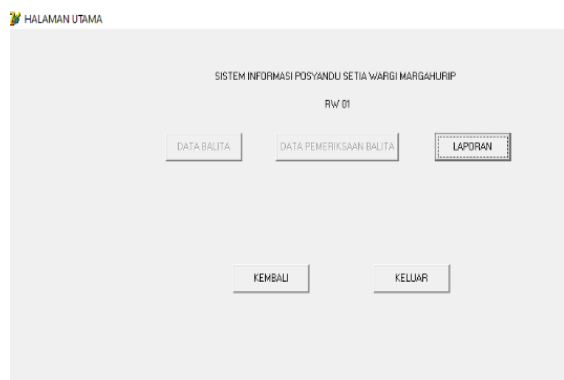 HALAMAN UTAMA
SISTEM INFORMASI POSYANDU SETIA WARGI MARGAHURIP
RW 01
DATA BALITA DATA PEMERIKSAAN BALITA LAPORAN
KEMBALI KELUAR